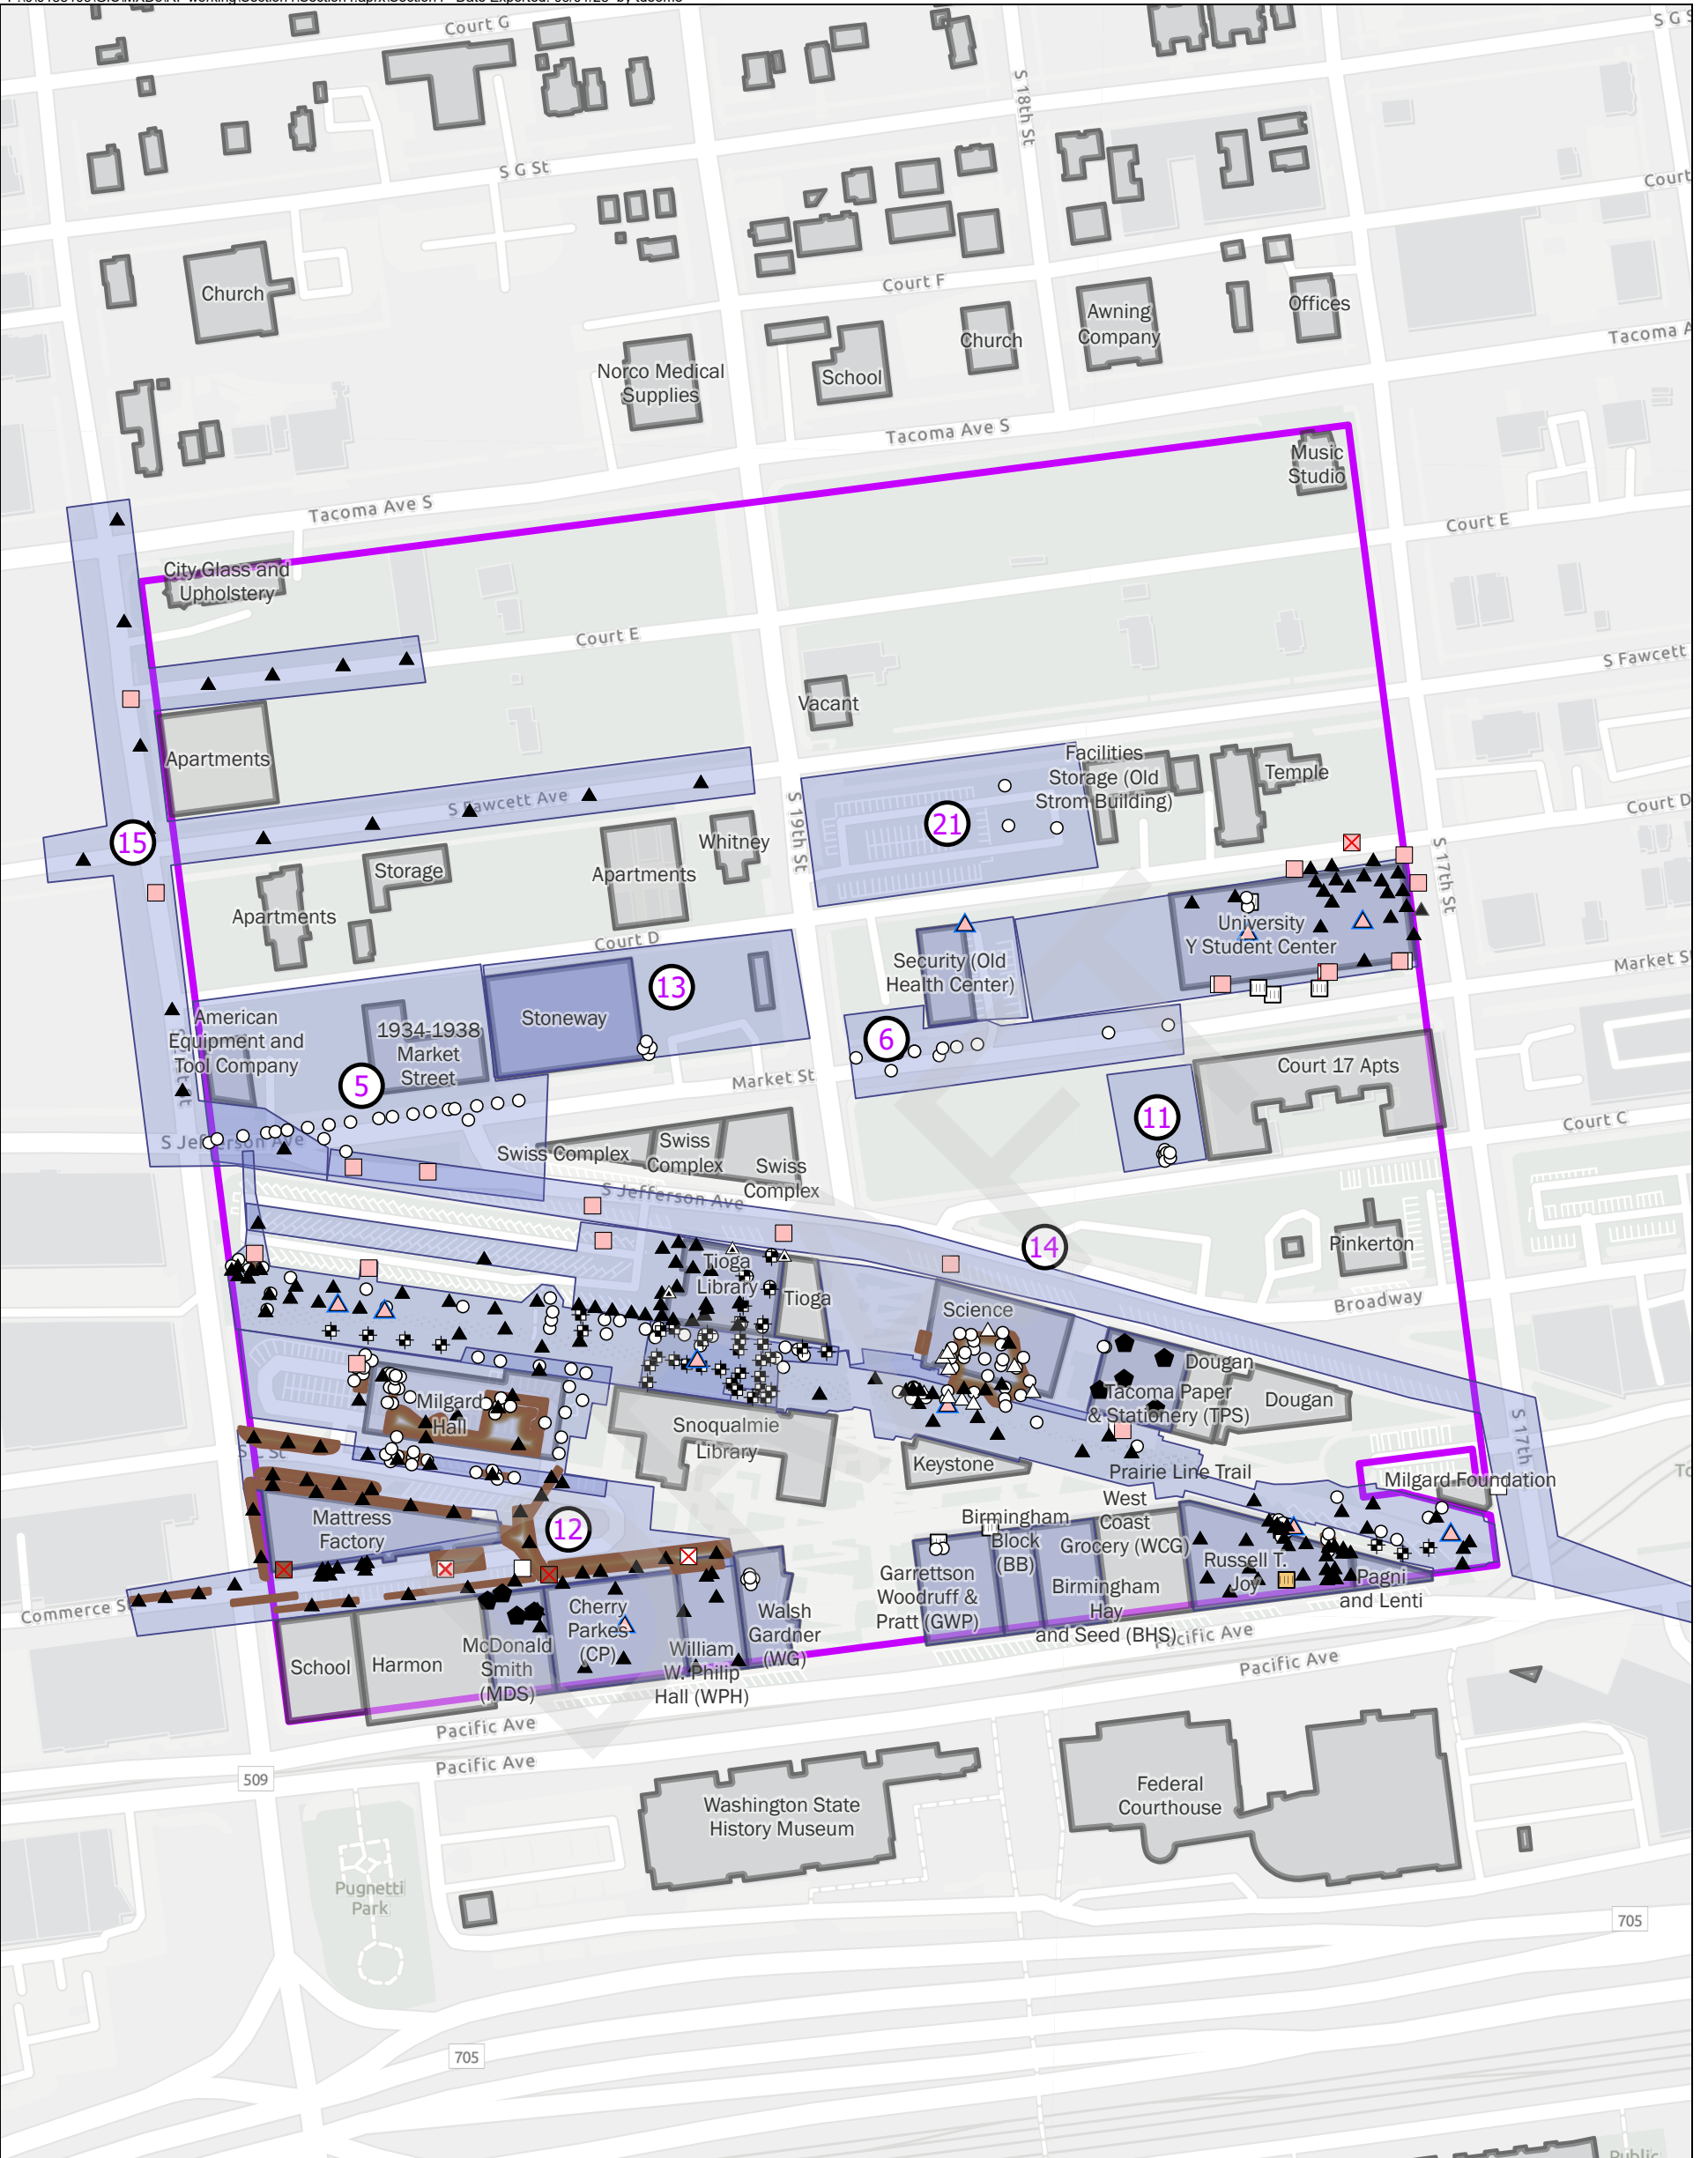 Court G
S G St
S 18th St
Court
Court F
Church
Norco Medical
Supplies
School
Church
Awning
Company
Offices
Tacoma A
Tacoma Ave S
Music
Studio
Tacoma Ave S
Court E
City Glass and
Upholstery
Court E
S Fawcett
Apartments
Vacant
Facilities
Storage (Old
Strom Building)
Temple
S Fawcett Ave
S 19th St
Court D
15
21
Whitney
Storage
Apartments
Apartments
S 17th St
University
Y Student Center
Court D
Security (Old
Health Center)
Market St
13
American
Equipment and
Tool Company
1934-1938
Market
Street
Stoneway
6
5
Market St
Court 17 Apts
11
Court C
S Jefferson Ave
Swiss Complex
Swiss
Complex
Swiss
Complex
S Jefferson Ave
14
Pinkerton
Tioga
Library
Tioga
Broadway
Science
Dougan
Tacoma Paper
& Stationery (TPS)
Dougan
Milgard
Hall
Snoqualmie
Library
S C St
Keystone
Prairie Line Trail
S 17th
Milgard Foundation
Mattress
Factory
12
West
Coast
Grocery (WCG)
Birmingham
Block
(BB)
Garrettson
Woodruff &
Pratt (GWP)
Birmingham
Hay
and Seed (BHS)
Russell T.
Joy
Pagni
and Lenti
Commerce S
Cherry
Parkes
(CP)
Walsh
Gardner
(WG)
McDonald
Smith
(MDS)
William
W. Philip
Hall (WPH)
School
Harmon
Pacific Ave
Pacific Ave
Pacific Ave
Pacific Ave
509
Washington State
History Museum
Federal
Courthouse
Pugnetti
Park
705
705
Public